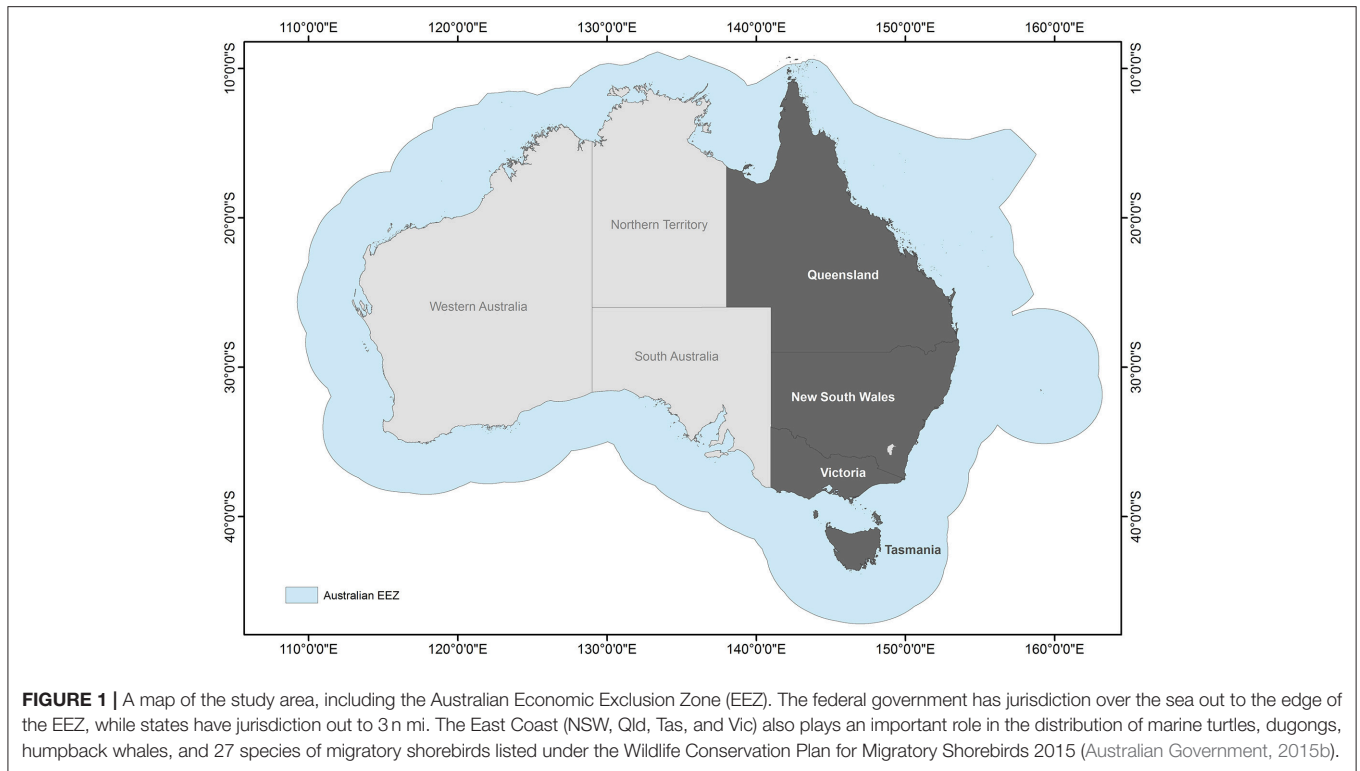 110°0'0"E 120°0'0"E 130°0'0"E 140°0'0"E 150°0'0"E 160°0'0"E
10°0'0"S 10°0'0"S
20°0'0"S 20°0'0"S
Northern Territory
Queensland
Western Australia
South Australia
30°0'0"S 30°0'0"S
New South Wales
Victoria
40°0'0"S 40°0'0"S
Tasmania
Australian EEZ
110°0'0"E 120°0'0"E 130°0'0"E 140°0'0"E 150°0'0"E 160°0'0"E
FIGURE 1 | A map of the study area, including the Australian Economic Exclusion Zone (EEZ). The federal government has jurisdiction over the sea out to the edge of
the EEZ, while states have jurisdiction out to 3 n mi. The East Coast (NSW, Qld, Tas, and Vic) also plays an important role in the distribution of marine turtles, dugongs,
humpback whales, and 27 species of migratory shorebirds listed under the Wildlife Conservation Plan for Migratory Shorebirds 2015 (Australian Government, 2015b).